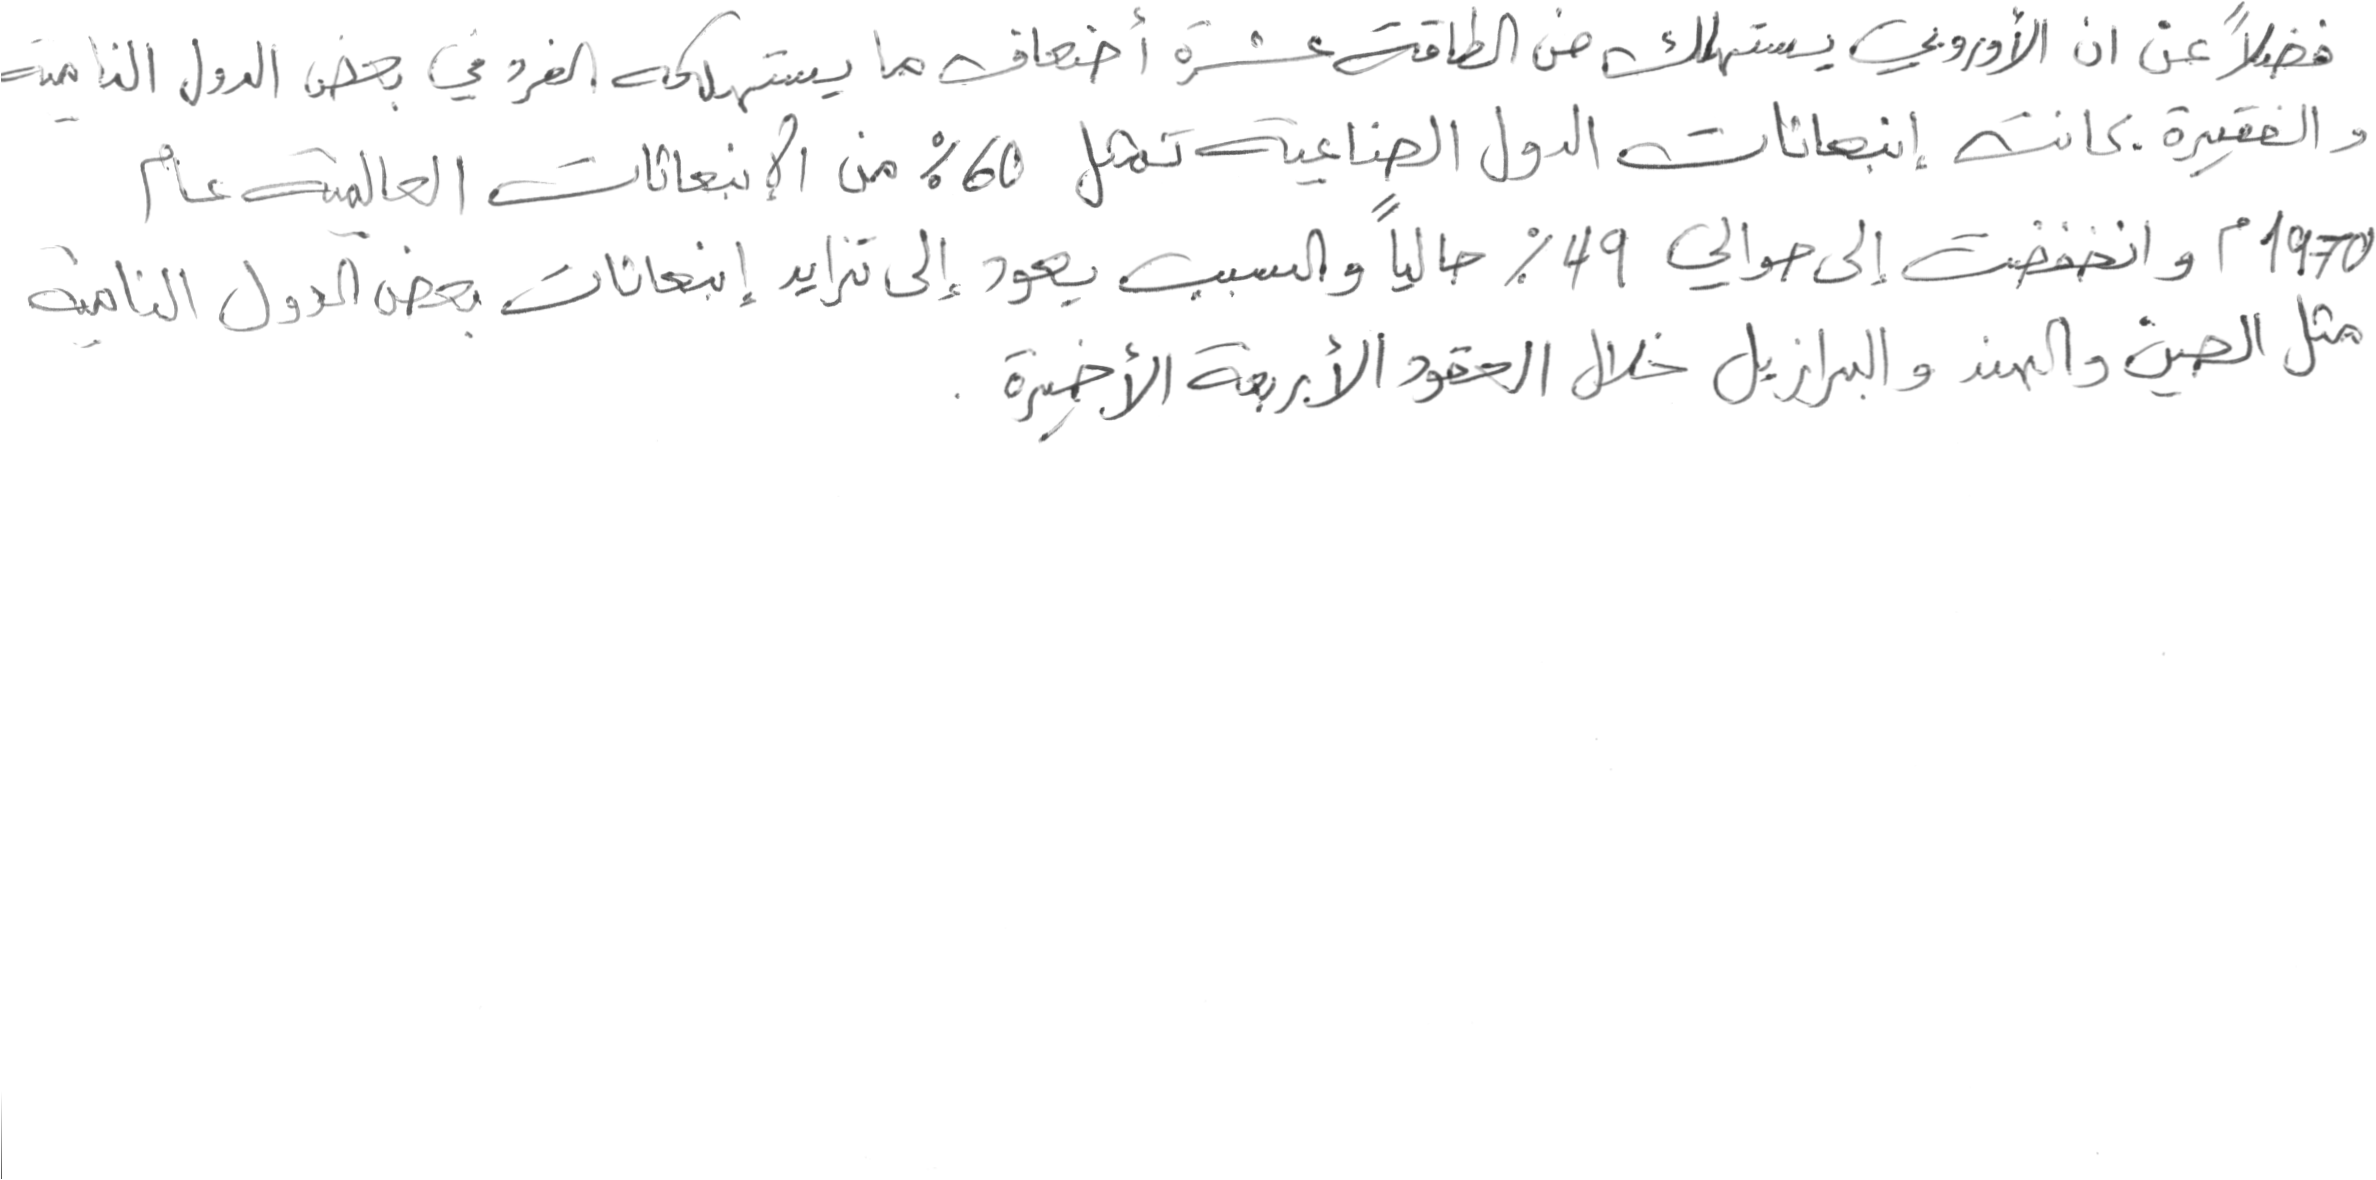 فضلاً عن ان الأوروبي يستهلك من الطاقة عشرة أضعاف ما يستهلكه الفرد في بعض الدول النامية
والفقيرة. كانت إنبعاثات الدول الصناعية تمثل 60٪ من الإنبعاثات العالمية عام
1970م وانخفضت إلى حوالي 49٪ حالياً والسبب يعود إلى تزايد إنبعاثات بعض الدول النامية
مثل الصين والهند والبرازيل خلال العقود الأربعة الأخيرة.